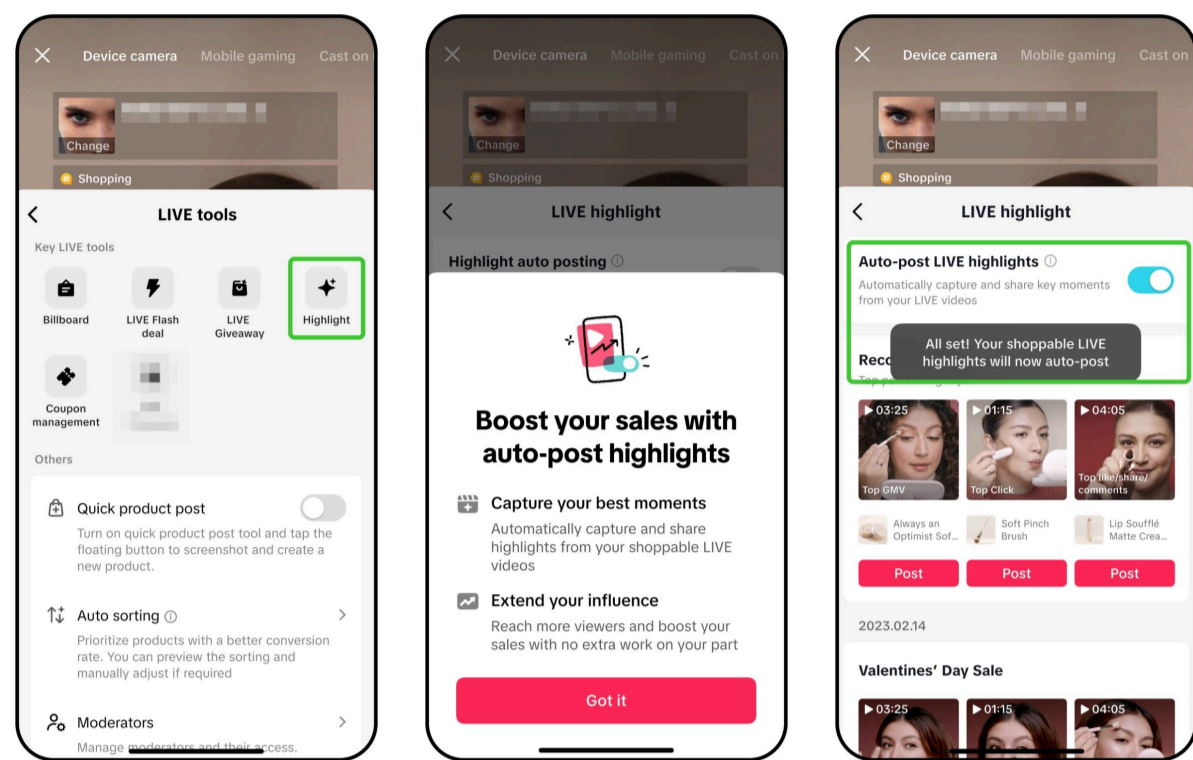 Device camera Mobile gaming Cast on
Change
Shopping
LIVE tools
Key LIVE tools
Billboard
LIVE Flash
deal
LIVE
Giveaway
Highlight
Coupon
management
Others
Quick product post
Turn on quick product post tool and tap the
floating button to screenshot and create a
new product.
Auto sorting
Prioritize products with a better conversion
rate. You can preview the sorting and
manually adjust if required
Moderators
Manage moderators and their access.
Device camera Mobile gaming Cast on
Change
Shopping
LIVE highlight
Highlight auto posting
Boost your sales with
auto-post highlights
Capture your best moments
Automatically capture and share
highlights from your shoppable LIVE
videos
Extend your influence
Reach more viewers and boost your
sales with no extra work on your part
Got it
Device camera Mobile gaming Cast on
Change
Shopping
LIVE highlight
Auto-post LIVE highlights
Automatically capture and share key moments
from your LIVE videos
All set! Your shoppable LIVE
highlights will now auto-post
03:25 01:15 04:05
Top GMV
Top Click
Top like/share/
comments
Always an
Optimist Sof...
Soft Pinch
Brush
Lip Soufflé
Matte Crea...
Post Post Post
2023.02.14
Valentines' Day Sale
03:25 01:15 04:05